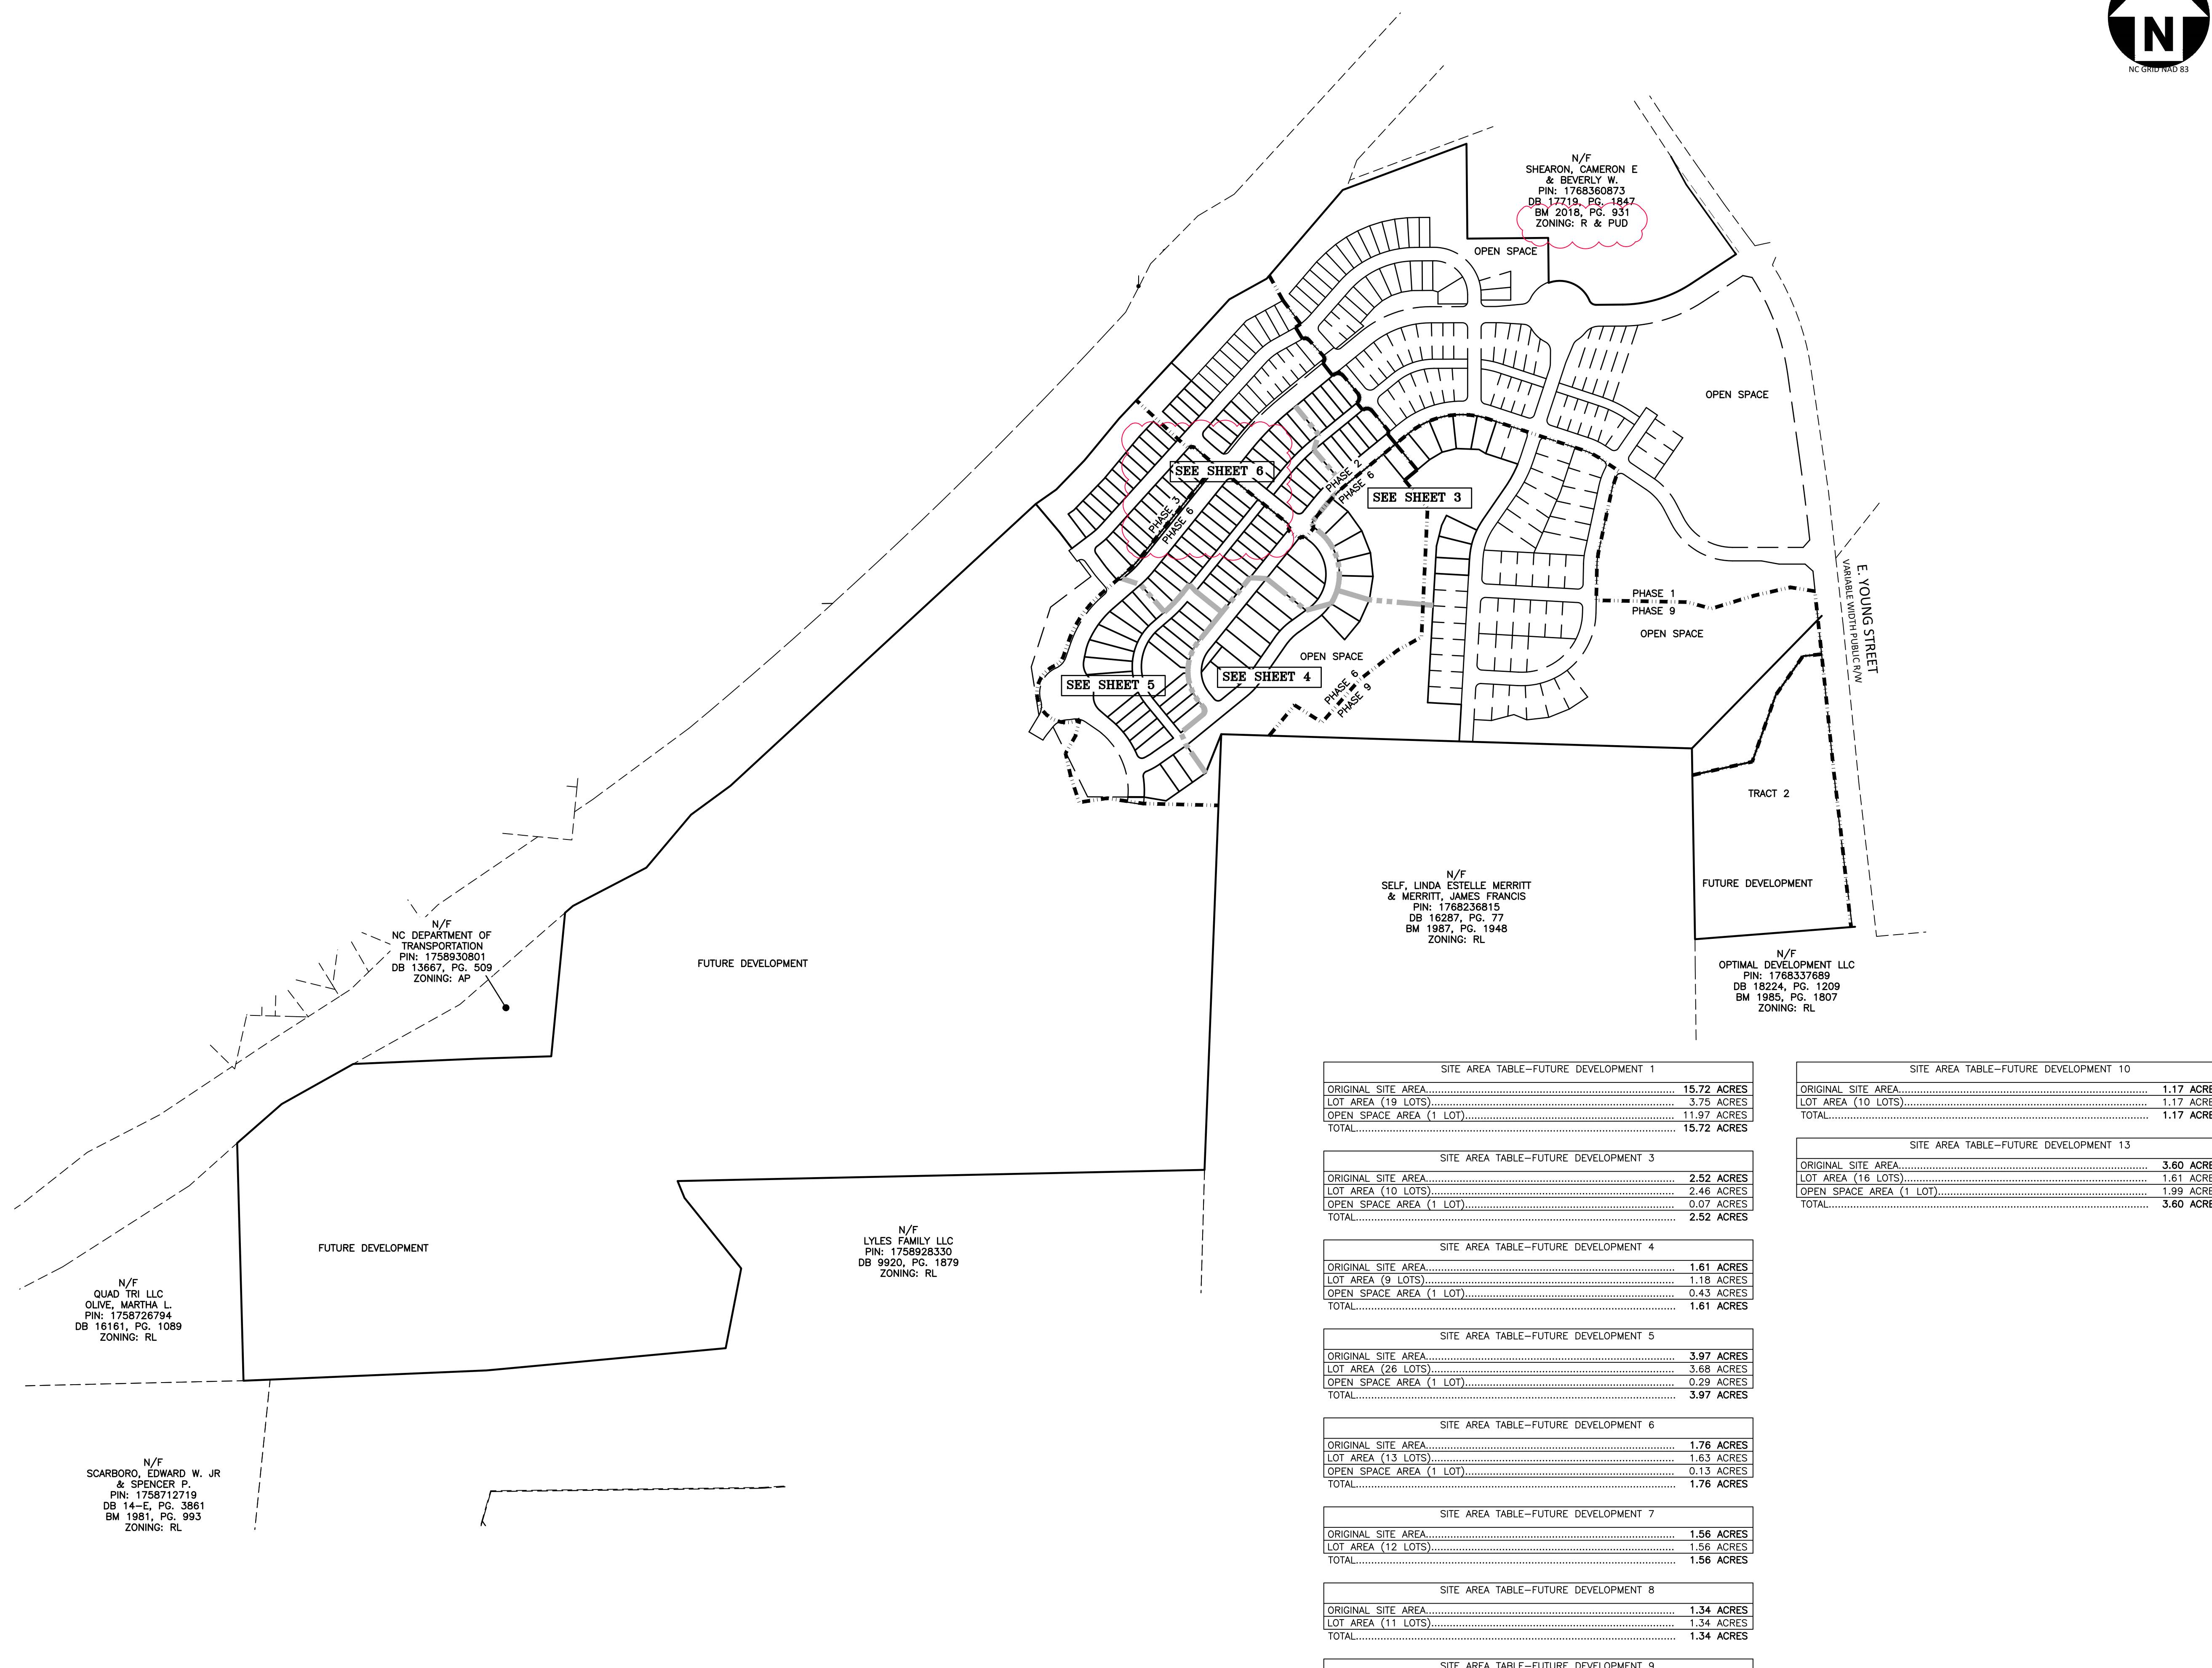 N
NC GRID NAD 83
N/F
SHEARON, CAMERON E
& BEVERLY W.
PIN: 1768360873
DB 17719, PG. 1847
BM 2018, PG. 931
ZONING: R & PUD
OPEN SPACE
OPEN SPACE
SEE SHEET 6
PHASE 3
PHASE 6
PHASE 2
PHASE 6
SEE SHEET 3
PHASE 1
PHASE 9
OPEN SPACE
E. YOUNG STREET
VARIABLE WIDTH PUBLIC R/W
OPEN SPACE
SEE SHEET 5
SEE SHEET 4
PHASE 6
PHASE 9
TRACT 2
FUTURE DEVELOPMENT
N/F
SELF, LINDA ESTELLE MERRITT
& MERRITT, JAMES FRANCIS
PIN: 1768236815
DB 16287, PG. 77
BM 1987, PG. 1948
ZONING: RL
N/F
NC DEPARTMENT OF
TRANSPORTATION
PIN: 1758930801
DB 13667, PG. 509
ZONING: AP
FUTURE DEVELOPMENT
N/F
OPTIMAL DEVELOPMENT LLC
PIN: 1768337689
DB 18224, PG. 1209
BM 1985, PG. 1807
ZONING: RL
FUTURE DEVELOPMENT
N/F
LYLES FAMILY LLC
PIN: 1758928330
DB 9920, PG. 1879
ZONING: RL
N/F
QUAD TRI LLC
OLIVE, MARTHA L.
PIN: 1758726794
DB 16161, PG. 1089
ZONING: RL
N/F
SCARBORO, EDWARD W. JR
& SPENCER P.
PIN: 1758712719
DB 14-E, PG. 3861
BM 1981, PG. 993
ZONING: RL
SITE AREA TABLE-FUTURE DEVELOPMENT 1
ORIGINAL SITE AREA 15.72 ACRES
LOT AREA (19 LOTS) 3.75 ACRES
OPEN SPACE AREA (1 LOT) 11.97 ACRES
TOTAL 15.72 ACRES
SITE AREA TABLE-FUTURE DEVELOPMENT 3
ORIGINAL SITE AREA 2.52 ACRES
LOT AREA (10 LOTS) 2.46 ACRES
OPEN SPACE AREA (1 LOT) 0.07 ACRES
TOTAL 2.52 ACRES
SITE AREA TABLE-FUTURE DEVELOPMENT 4
ORIGINAL SITE AREA 1.61 ACRES
LOT AREA (9 LOTS) 1.18 ACRES
OPEN SPACE AREA (1 LOT) 0.43 ACRES
TOTAL 1.61 ACRES
SITE AREA TABLE-FUTURE DEVELOPMENT 5
ORIGINAL SITE AREA 3.97 ACRES
LOT AREA (26 LOTS) 3.68 ACRES
OPEN SPACE AREA (1 LOT) 0.29 ACRES
TOTAL 3.97 ACRES
SITE AREA TABLE-FUTURE DEVELOPMENT 6
ORIGINAL SITE AREA 1.76 ACRES
LOT AREA (13 LOTS) 1.63 ACRES
OPEN SPACE AREA (1 LOT) 0.13 ACRES
TOTAL 1.76 ACRES
SITE AREA TABLE-FUTURE DEVELOPMENT 7
ORIGINAL SITE AREA 1.56 ACRES
LOT AREA (12 LOTS) 1.56 ACRES
TOTAL 1.56 ACRES
SITE AREA TABLE-FUTURE DEVELOPMENT 8
ORIGINAL SITE AREA 1.34 ACRES
LOT AREA (11 LOTS) 1.34 ACRES
TOTAL 1.34 ACRES
SITE AREA TABLE-FUTURE DEVELOPMENT 9
SITE AREA TABLE-FUTURE DEVELOPMENT 10
ORIGINAL SITE AREA 1.17 ACRE
LOT AREA (10 LOTS) 1.17 ACRE
TOTAL 1.17 ACRE
SITE AREA TABLE-FUTURE DEVELOPMENT 13
ORIGINAL SITE AREA 3.60 ACRE
LOT AREA (16 LOTS) 1.61 ACRE
OPEN SPACE AREA (1 LOT) 1.99 ACRE
TOTAL 3.60 ACRE